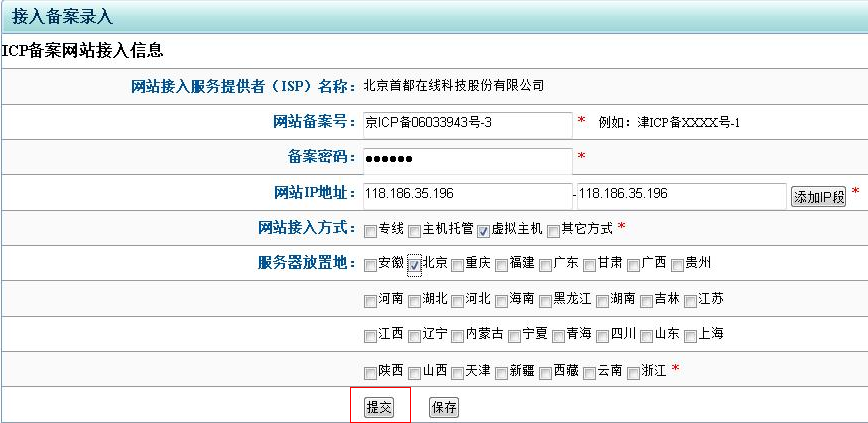 接入备案录入
ICP备案网站接入信息
网站接入服务提供者（ISP）名称： 北京首都在线科技股份有限公司
网站备案号： 京ICP备06033943号-3 * 例如：津ICP备XXXX号-1
备案密码： ●●●●●● *
网站IP地址： 118.186.35.196 - 118.186.35.196 添加IP段 *
网站接入方式： 专线 主机托管 虚拟主机 其它方式 *
服务器放置地： 安徽 北京 重庆 福建 广东 甘肃 广西 贵州
河南 湖北 河北 海南 黑龙江 湖南 吉林 江苏
江西 辽宁 内蒙古 宁夏 青海 四川 山东 上海
陕西 山西 天津 新疆 西藏 云南 浙江 *
提交 保存